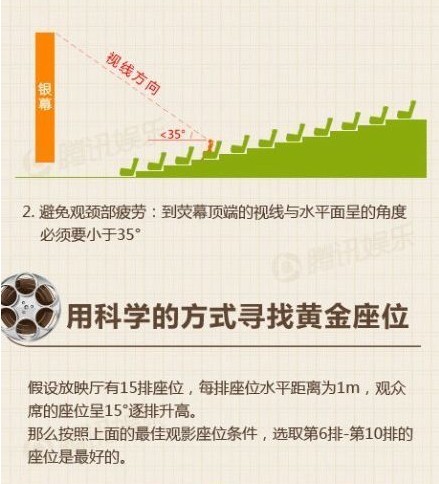 银幕
视线方向
<35°
腾讯娱乐
2. 避免观颈部疲劳：到荧幕顶端的视线与水平面呈的角度
必须要小于35°
腾讯娱乐
用科学的方式寻找黄金座位
假设放映厅有15排座位，每排座位水平距离为1m，观众
席的座位呈15°逐排升高。
那么按照上面的最佳观影座位条件，选取第6排-第10排的
座位是最好的。